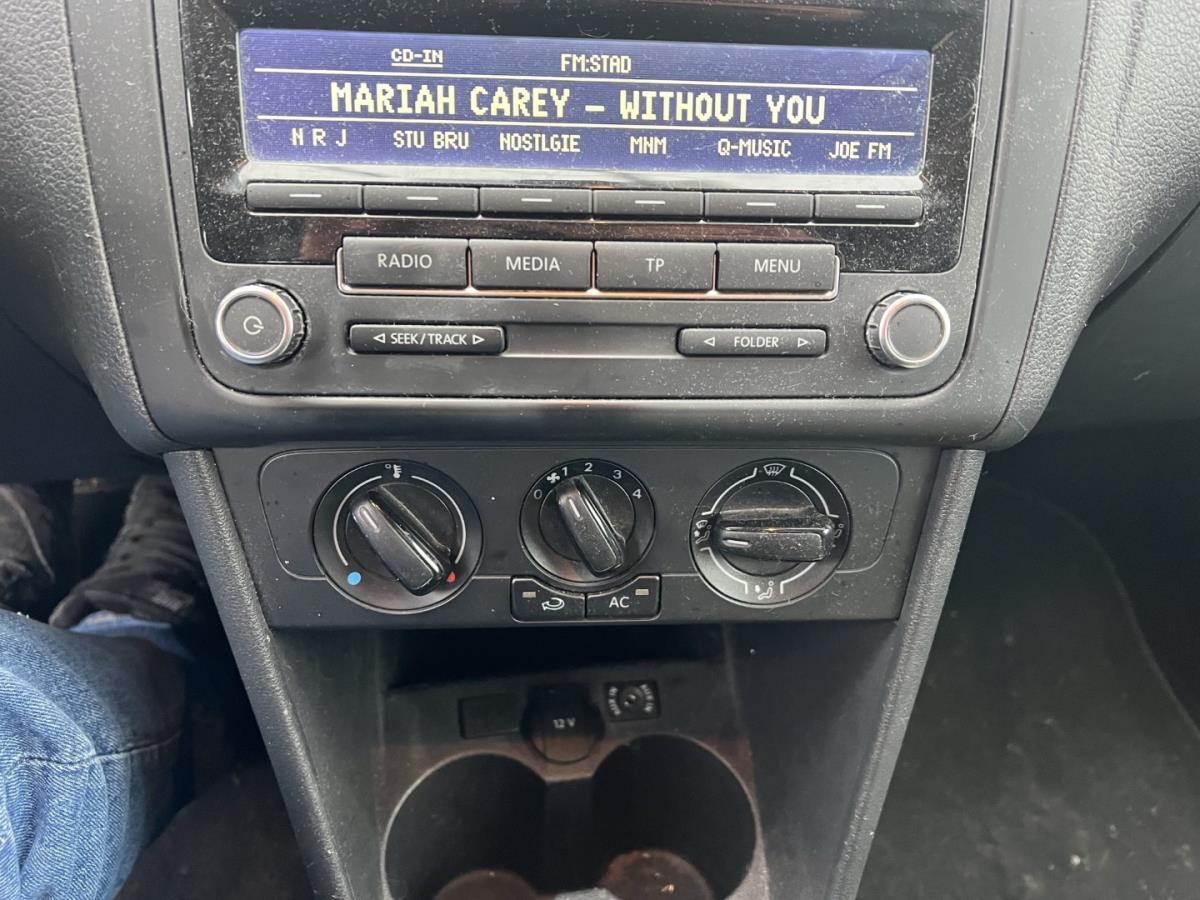 CD-IN FM:STAD
MARIAH CAREY - WITHOUT YOU
N R J STU BRU NOSTLGIE MNM Q-MUSIC JOE FM
RADIO MEDIA TP MENU
SEEK/TRACK FOLDER
0 1 2 3 4
AC
12 V